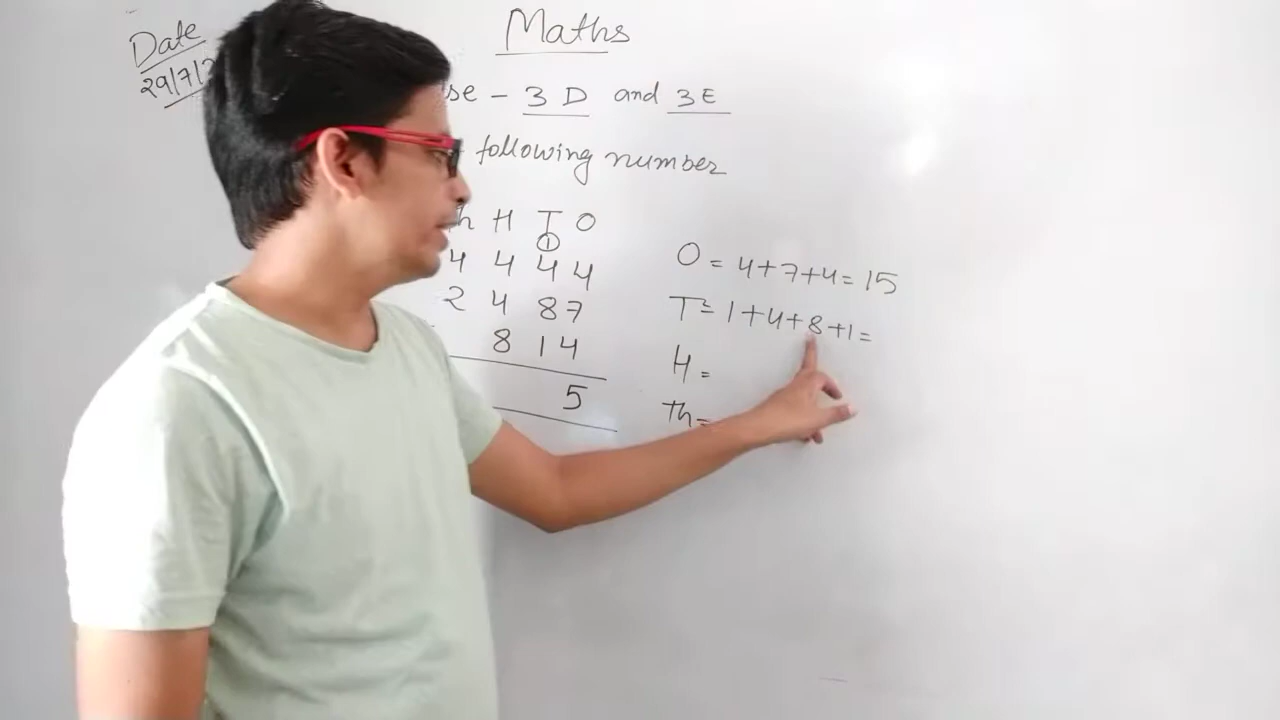 Maths
Date
29/7/2
se - 3 D and 3 E
following number
h H T O
1
4 4 4 4
2 4 8 7
8 1 4
5
O = 4+7+4= 15
T = 1+4+8+1=
H =
Th=